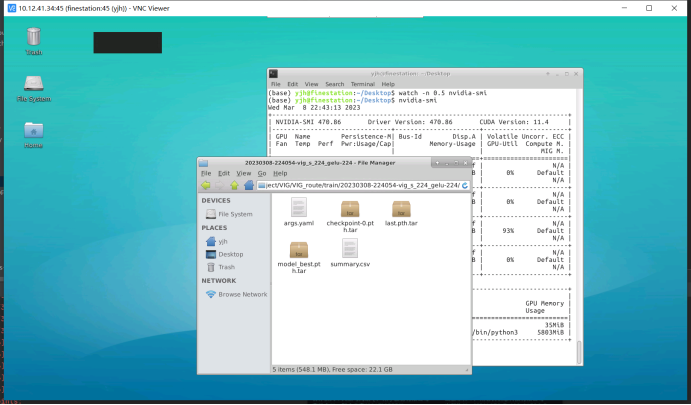 10.12.41.34:45 (finestation:45 (yjh)) - VNC Viewer
Trash
File System
Home
yjh@finestation: ~/Desktop
File Edit View Search Terminal Help
(base) yjh@finestation:~/Desktop$ watch -n 0.5 nvidia-smi
(base) yjh@finestation:~/Desktop$ nvidia-smi
Wed Mar 8 22:43:13 2023
NVIDIA-SMI 470.86 Driver Version: 470.86 CUDA Version: 11.4
GPU Name Persistence-M| Bus-Id Disp.A | Volatile Uncorr. ECC
Fan Temp Perf Pwr:Usage/Cap| Memory-Usage | GPU-Util Compute M.
MIG M.
N/A
0% Default
N/A
N/A
0% Default
N/A
N/A
93% Default
N/A
N/A
0% Default
N/A
GPU Memory
Usage
35MiB
/bin/python3 5803MiB
20230308-224054-vig_s_224_gelu-224 - File Manager
File Edit View Go Help
ject/VIG/VIG_route/train/20230308-224054-vig_s_224_gelu-224/
DEVICES
File System
PLACES
yjh
Desktop
Trash
NETWORK
Browse Network
args.yaml
checkpoint-0.pth.tar
last.pth.tar
model_best.pth.tar
summary.csv
5 items (548.1 MB), Free space: 22.1 GB